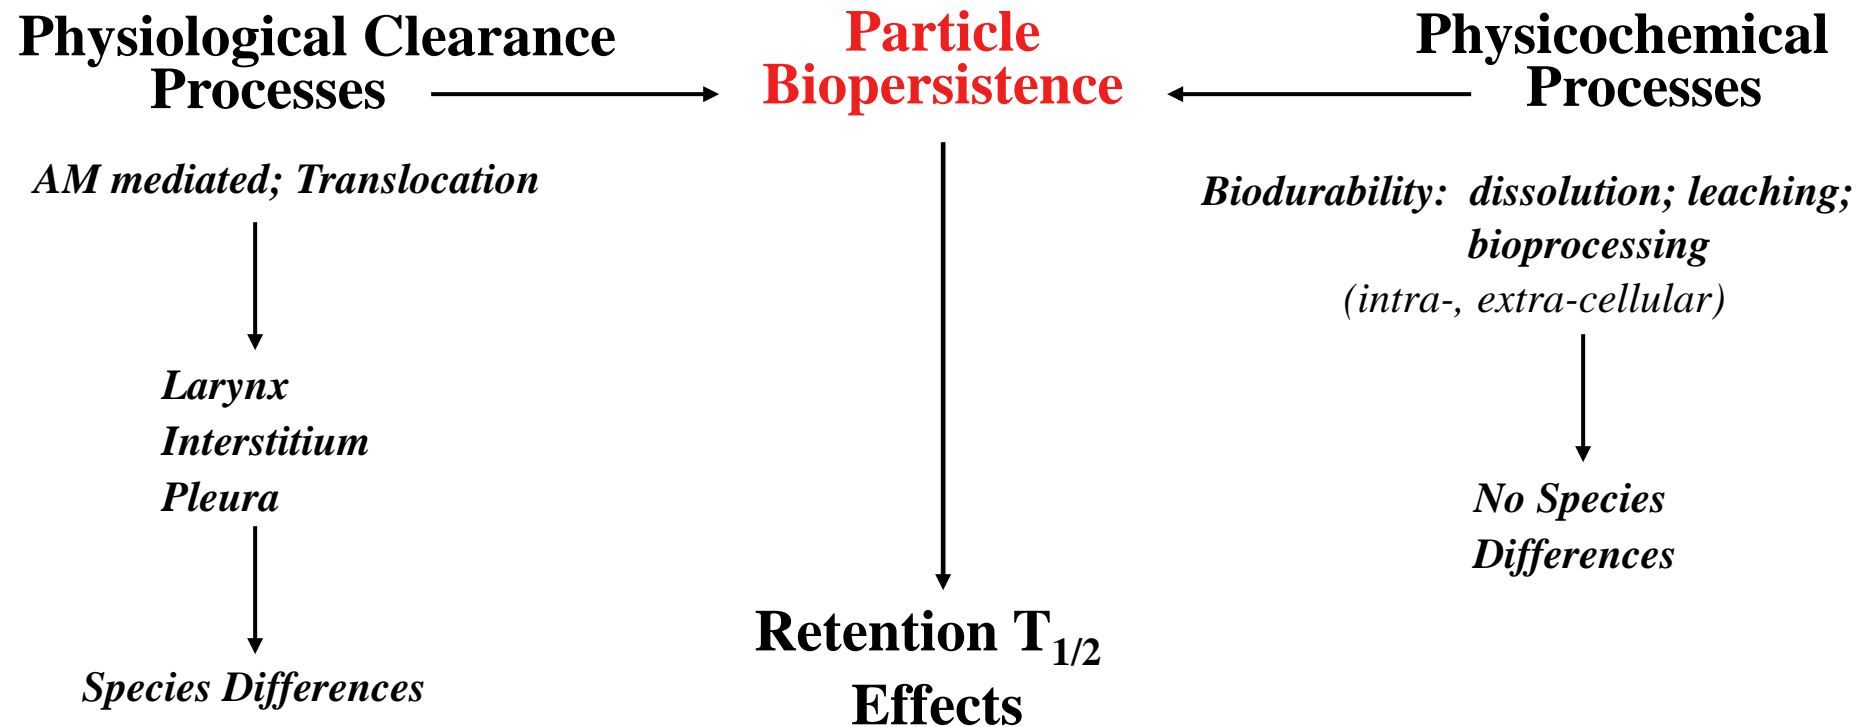 Physiological Clearance
Processes
AM mediated; Translocation
Larynx
Interstitium
Pleura
Species Differences
Particle
Biopersistence
Retention T1/2
Effects
Physicochemical
Processes
Biodurability: dissolution; leaching;
bioprocessing
(intra-, extra-cellular)
No Species
Differences